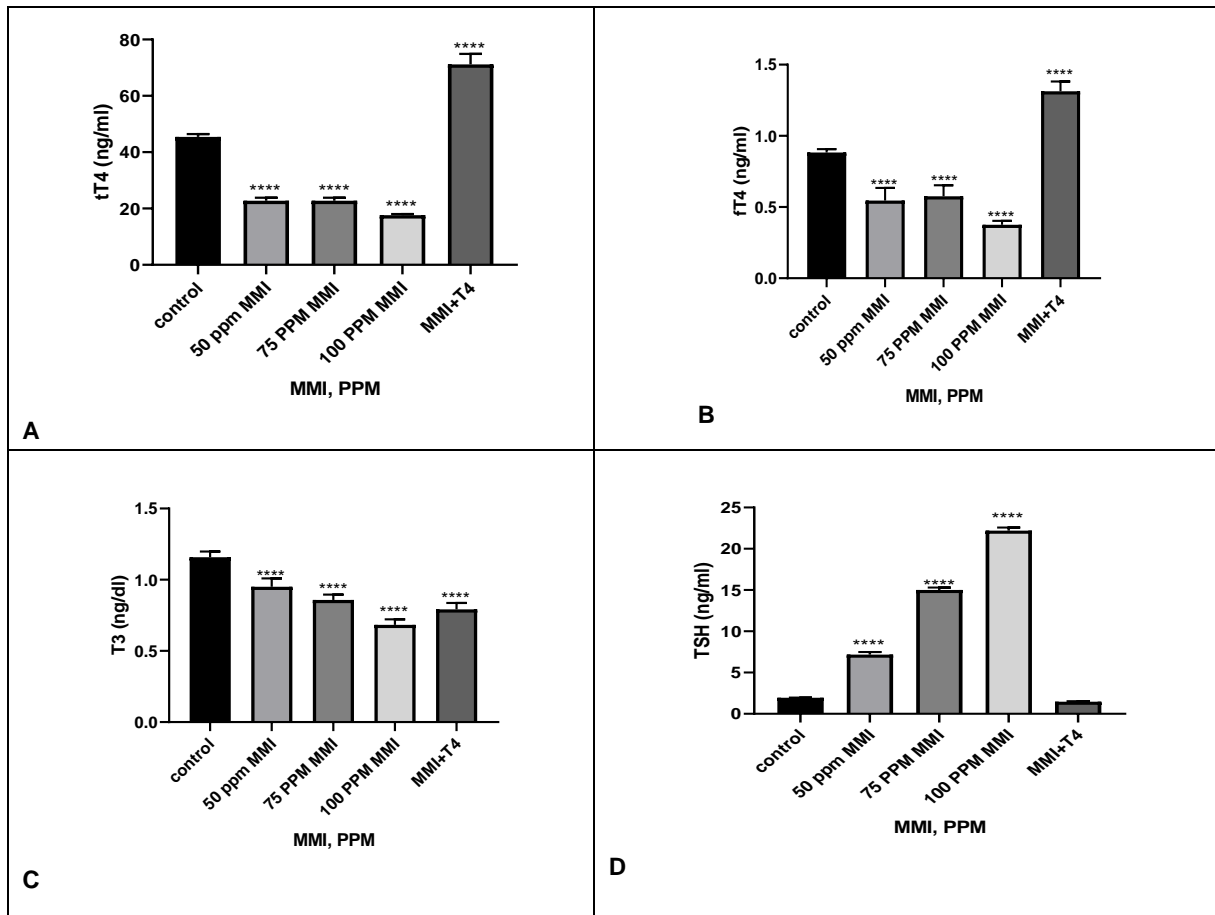 80
60
40
20
0
tT4 (ng/ml)
****
****
****
****
control
50 ppm MMI
75 PPM MMI
100 PPM MMI
MMI+T4
MMI, PPM
A
1.5
1.0
0.5
0.0
fT4 (ng/ml)
****
****
****
****
control
50 ppm MMI
75 PPM MMI
100 PPM MMI
MMI+T4
MMI, PPM
B
1.5
1.0
0.5
0.0
T3 (ng/dl)
****
****
****
****
control
50 ppm MMI
75 PPM MMI
100 PPM MMI
MMI+T4
MMI, PPM
C
25
20
15
10
5
0
TSH (ng/ml)
****
****
****
control
50 ppm MMI
75 PPM MMI
100 PPM MMI
MMI+T4
MMI, PPM
D